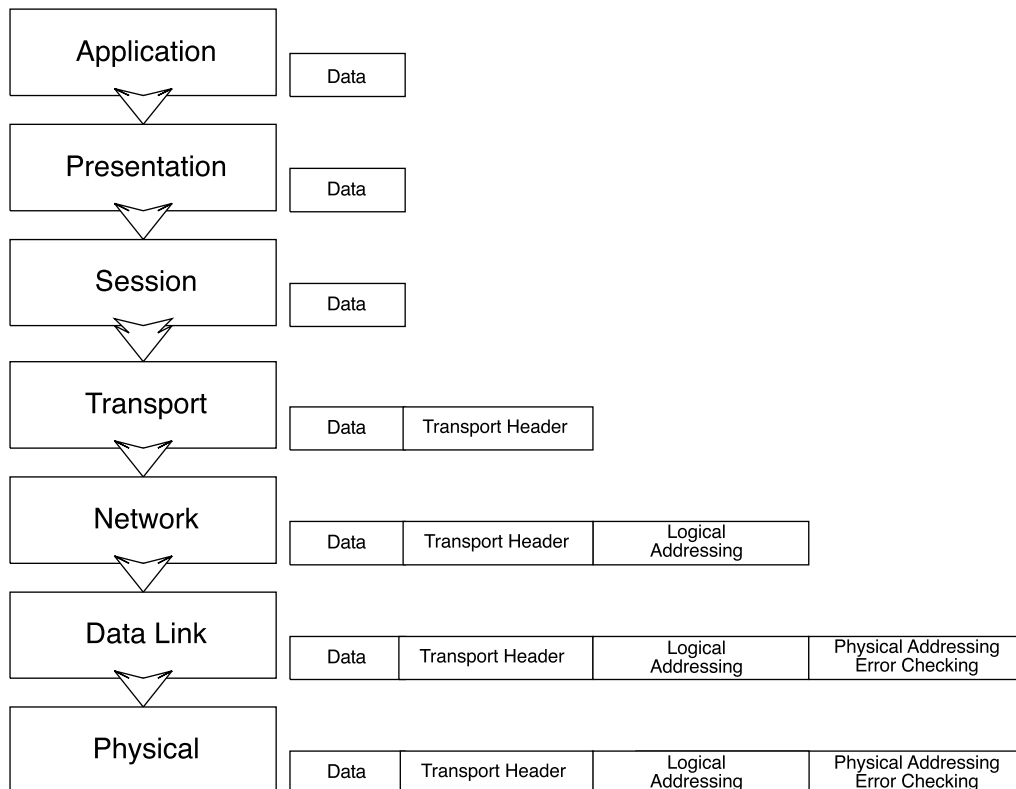 Application
Data
Presentation
Data
Session
Data
Transport
Data Transport Header
Network
Data Transport Header Logical
Addressing
Data Link
Data Transport Header Logical
Addressing Physical Addressing
Error Checking
Physical
Data Transport Header Logical
Addressing Physical Addressing
Error Checking